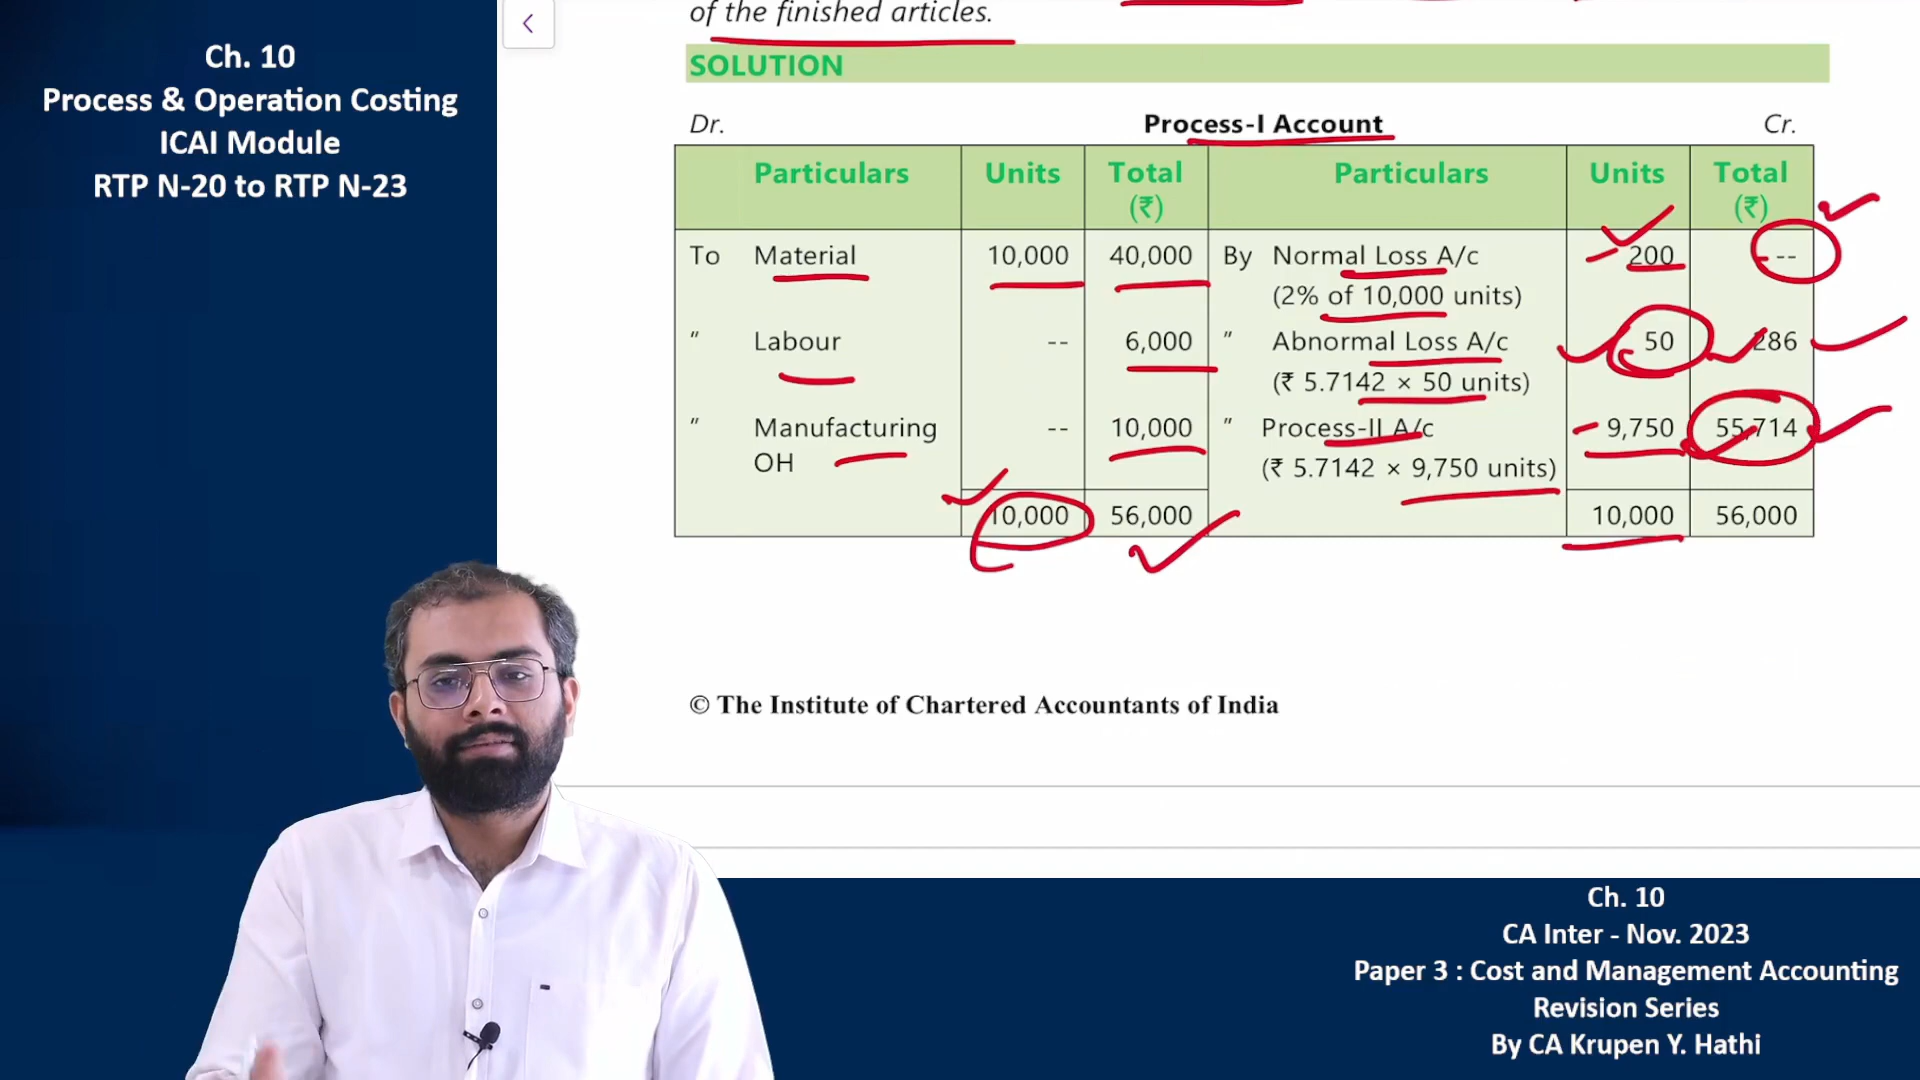 Ch. 10
Process & Operation Costing
ICAI Module
RTP N-20 to RTP N-23
of the finished articles.
SOLUTION
Dr. Process-I Account Cr.
Particulars Units Total (₹) Particulars Units Total (₹)
To Material 10,000 40,000 By Normal Loss A/c 200 --
(2% of 10,000 units)
" Labour -- 6,000 " Abnormal Loss A/c 50 286
(₹ 5.7142 × 50 units)
" Manufacturing -- 10,000 " Process-II A/c 9,750 55,714
OH (₹ 5.7142 × 9,750 units)
10,000 56,000 10,000 56,000
© The Institute of Chartered Accountants of India
Ch. 10
CA Inter - Nov. 2023
Paper 3 : Cost and Management Accounting
Revision Series
By CA Krupen Y. Hathi